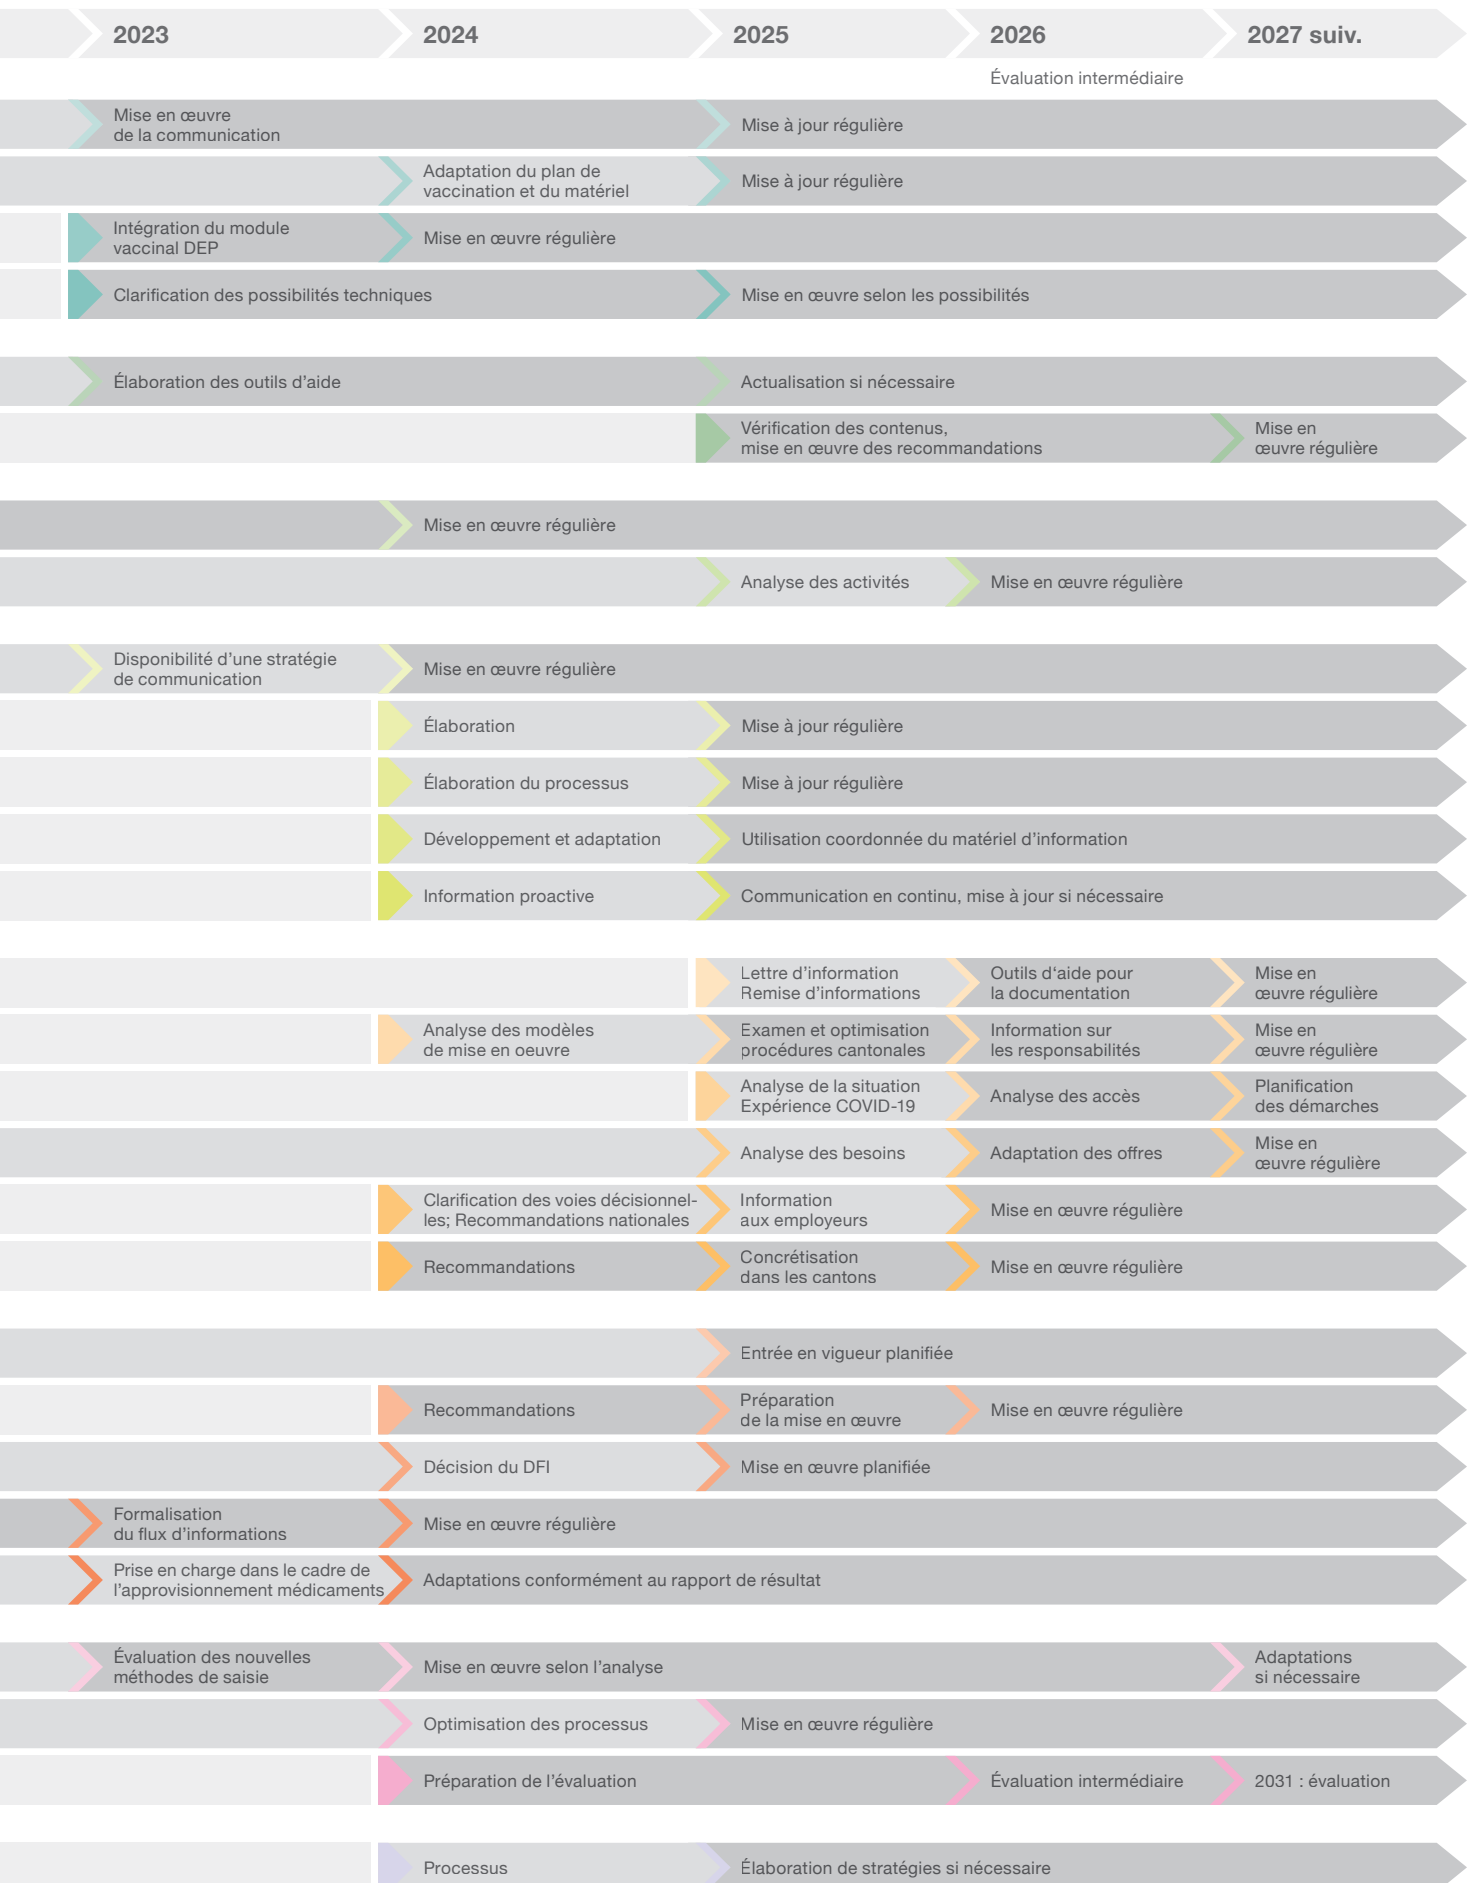 2023 2024 2025 2026 2027 suiv.
Évaluation intermédiaire
Mise en œuvre
de la communication
Mise à jour régulière
Adaptation du plan de
vaccination et du matériel
Mise à jour régulière
Intégration du module
vaccinal DEP
Mise en œuvre régulière
Clarification des possibilités techniques
Mise en œuvre selon les possibilités
Élaboration des outils d'aide
Actualisation si nécessaire
Vérification des contenus,
mise en œuvre des recommandations
Mise en
œuvre régulière
Mise en œuvre régulière
Analyse des activités
Mise en œuvre régulière
Disponibilité d'une stratégie
de communication
Mise en œuvre régulière
Élaboration
Mise à jour régulière
Élaboration du processus
Mise à jour régulière
Développement et adaptation
Utilisation coordonnée du matériel d'information
Information proactive
Communication en continu, mise à jour si nécessaire
Lettre d'information
Remise d'informations
Outils d‘aide pour
la documentation
Mise en
œuvre régulière
Analyse des modèles
de mise en oeuvre
Examen et optimisation
procédures cantonales
Information sur
les responsabilités
Mise en
œuvre régulière
Analyse de la situation
Expérience COVID-19
Analyse des accès
Planification
des démarches
Analyse des besoins
Adaptation des offres
Mise en
œuvre régulière
Clarification des voies décisionnel-
les; Recommandations nationales
Information
aux employeurs
Mise en œuvre régulière
Recommandations
Concrétisation
dans les cantons
Mise en œuvre régulière
Entrée en vigueur planifiée
Recommandations
Préparation
de la mise en œuvre
Mise en œuvre régulière
Décision du DFI
Mise en œuvre planifiée
Formalisation
du flux d'informations
Mise en œuvre régulière
Prise en charge dans le cadre de
l'approvisionnement médicaments
Adaptations conformément au rapport de résultat
Évaluation des nouvelles
méthodes de saisie
Mise en œuvre selon l'analyse
Adaptations
si nécessaire
Optimisation des processus
Mise en œuvre régulière
Préparation de l'évaluation
Évaluation intermédiaire
2031 : évaluation
Processus
Élaboration de stratégies si nécessaire